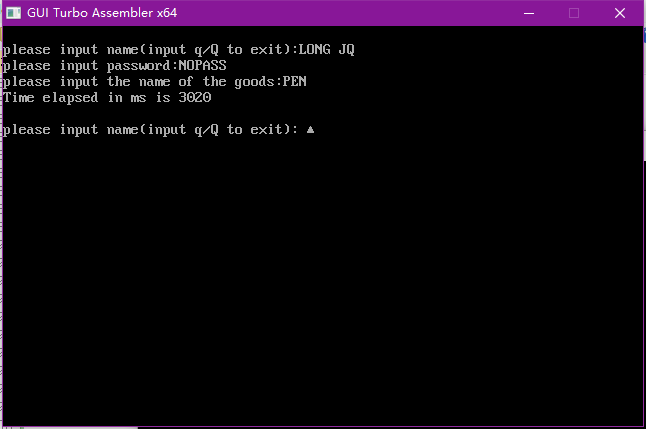 GUI Turbo Assembler x64
please input name(input q/Q to exit):LONG JQ
please input password:NOPASS
please input the name of the goods:PEN
Time elapsed in ms is 3020
please input name(input q/Q to exit): ▲